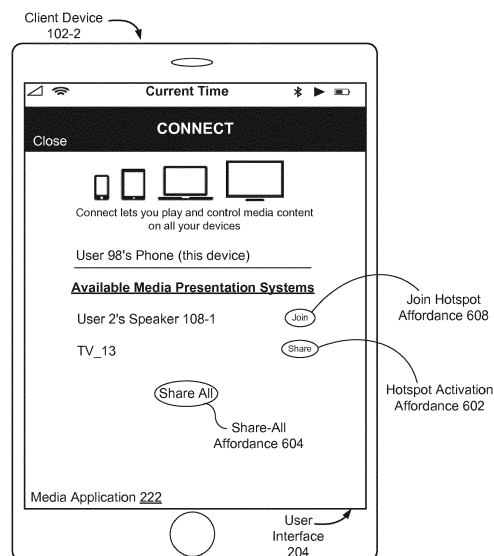 Client Device
102-2
Current Time
CONNECT
Close
Connect lets you play and control media content
on all your devices
User 98's Phone (this device)
Available Media Presentation Systems
User 2's Speaker 108-1
Join
Join Hotspot
Affordance 608
TV_13
Share
Hotspot Activation
Affordance 602
Share All
Share-All
Affordance 604
Media Application 222
User
Interface
204